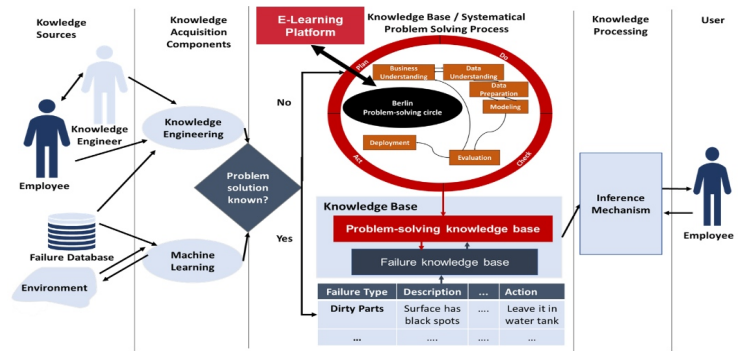 Kowledge
Sources
Knowledge
Acquisition
Components
E-Learning
Platform
Knowledge Base / Systematical
Problem Solving Process
Knowledge
Processing
User
Knowledge
Engineer
Employee
Failure Database
Environment
Knowledge
Engineering
Machine
Learning
Problem
solution
known?
No
Yes
Plan
Do
Check
Act
Business
Understanding
Data
Understanding
Data
Preparation
Modeling
Evaluation
Deployment
Berlin
Problem-solving circle
Knowledge Base
Problem-solving knowledge base
Failure knowledge base
Failure Type Description ... Action
Dirty Parts Surface has black spots .... Leave it in water tank
... .... .... ....
Inference
Mechanism
Employee